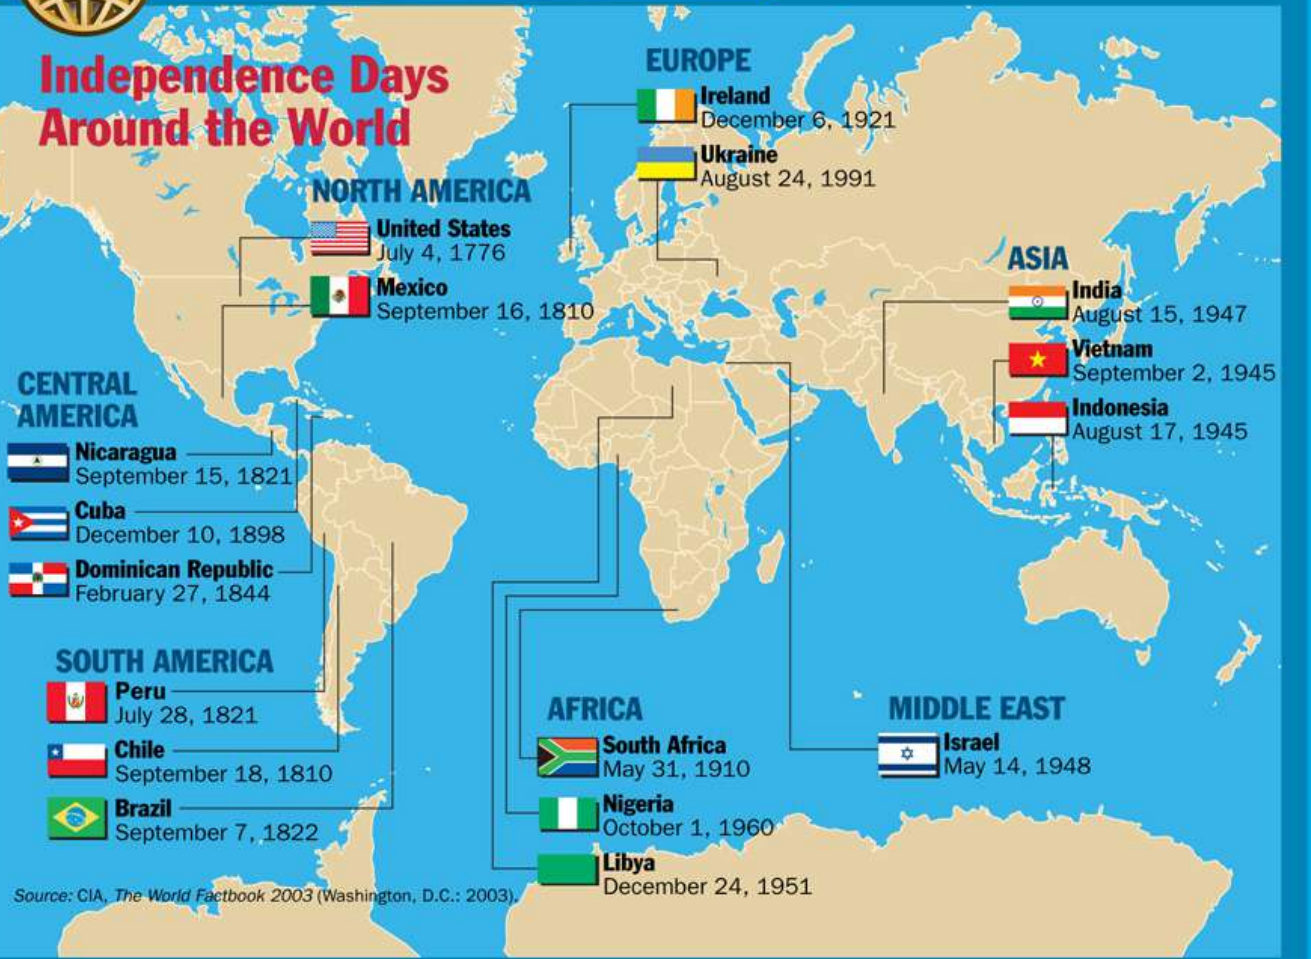 Independence Days
Around the World
NORTH AMERICA
United States
July 4, 1776
Mexico
September 16, 1810
EUROPE
Ireland
December 6, 1921
Ukraine
August 24, 1991
ASIA
India
August 15, 1947
Vietnam
September 2, 1945
Indonesia
August 17, 1945
CENTRAL
AMERICA
Nicaragua
September 15, 1821
Cuba
December 10, 1898
Dominican Republic
February 27, 1844
SOUTH AMERICA
Peru
July 28, 1821
Chile
September 18, 1810
Brazil
September 7, 1822
AFRICA
South Africa
May 31, 1910
Nigeria
October 1, 1960
Libya
December 24, 1951
MIDDLE EAST
Israel
May 14, 1948
Source: CIA, The World Factbook 2003 (Washington, D.C.: 2003).